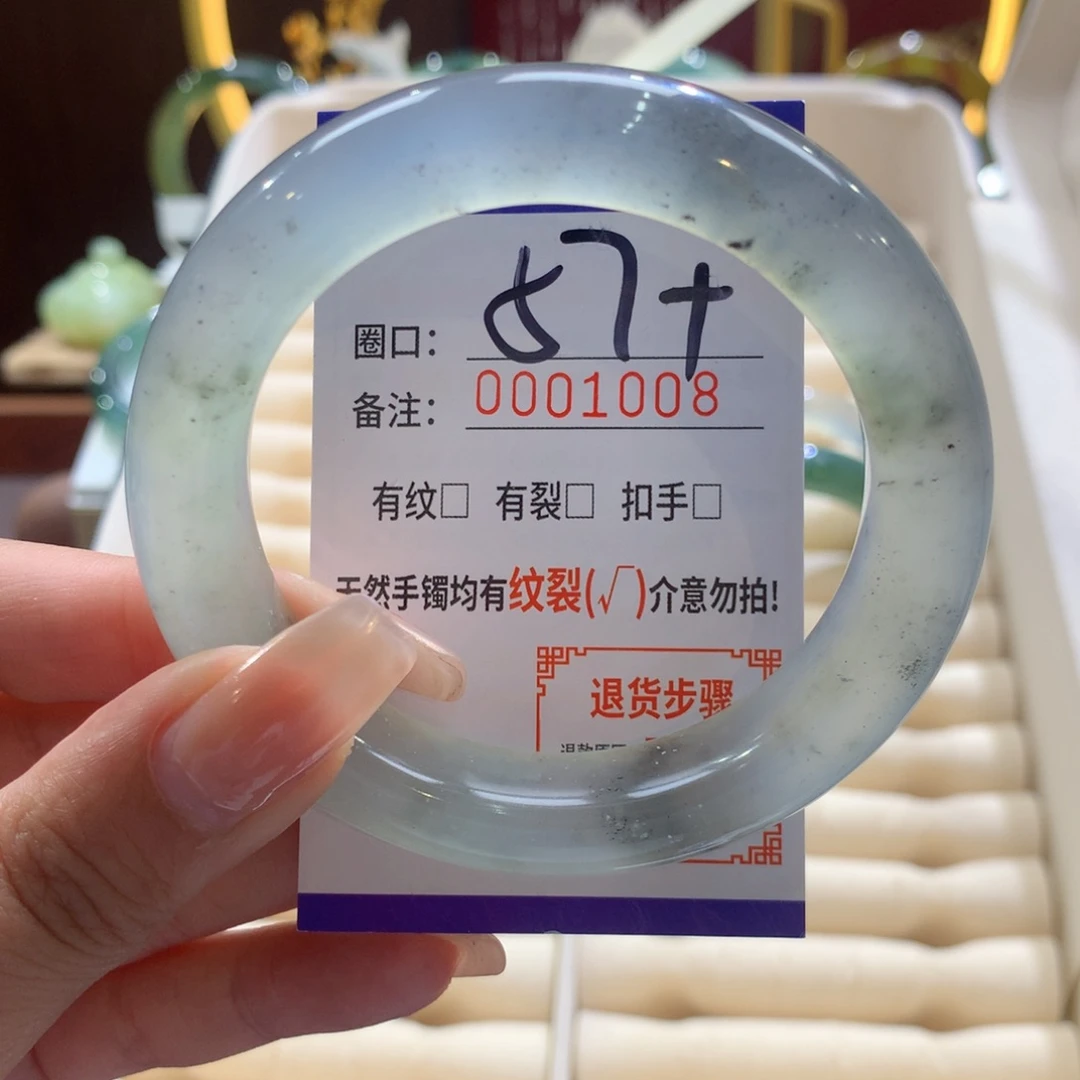 圈口: 57+
备注: 0001008
有纹□ 有裂□ 扣手□
天然手镯均有纹裂(√)介意勿拍!
退货步骤